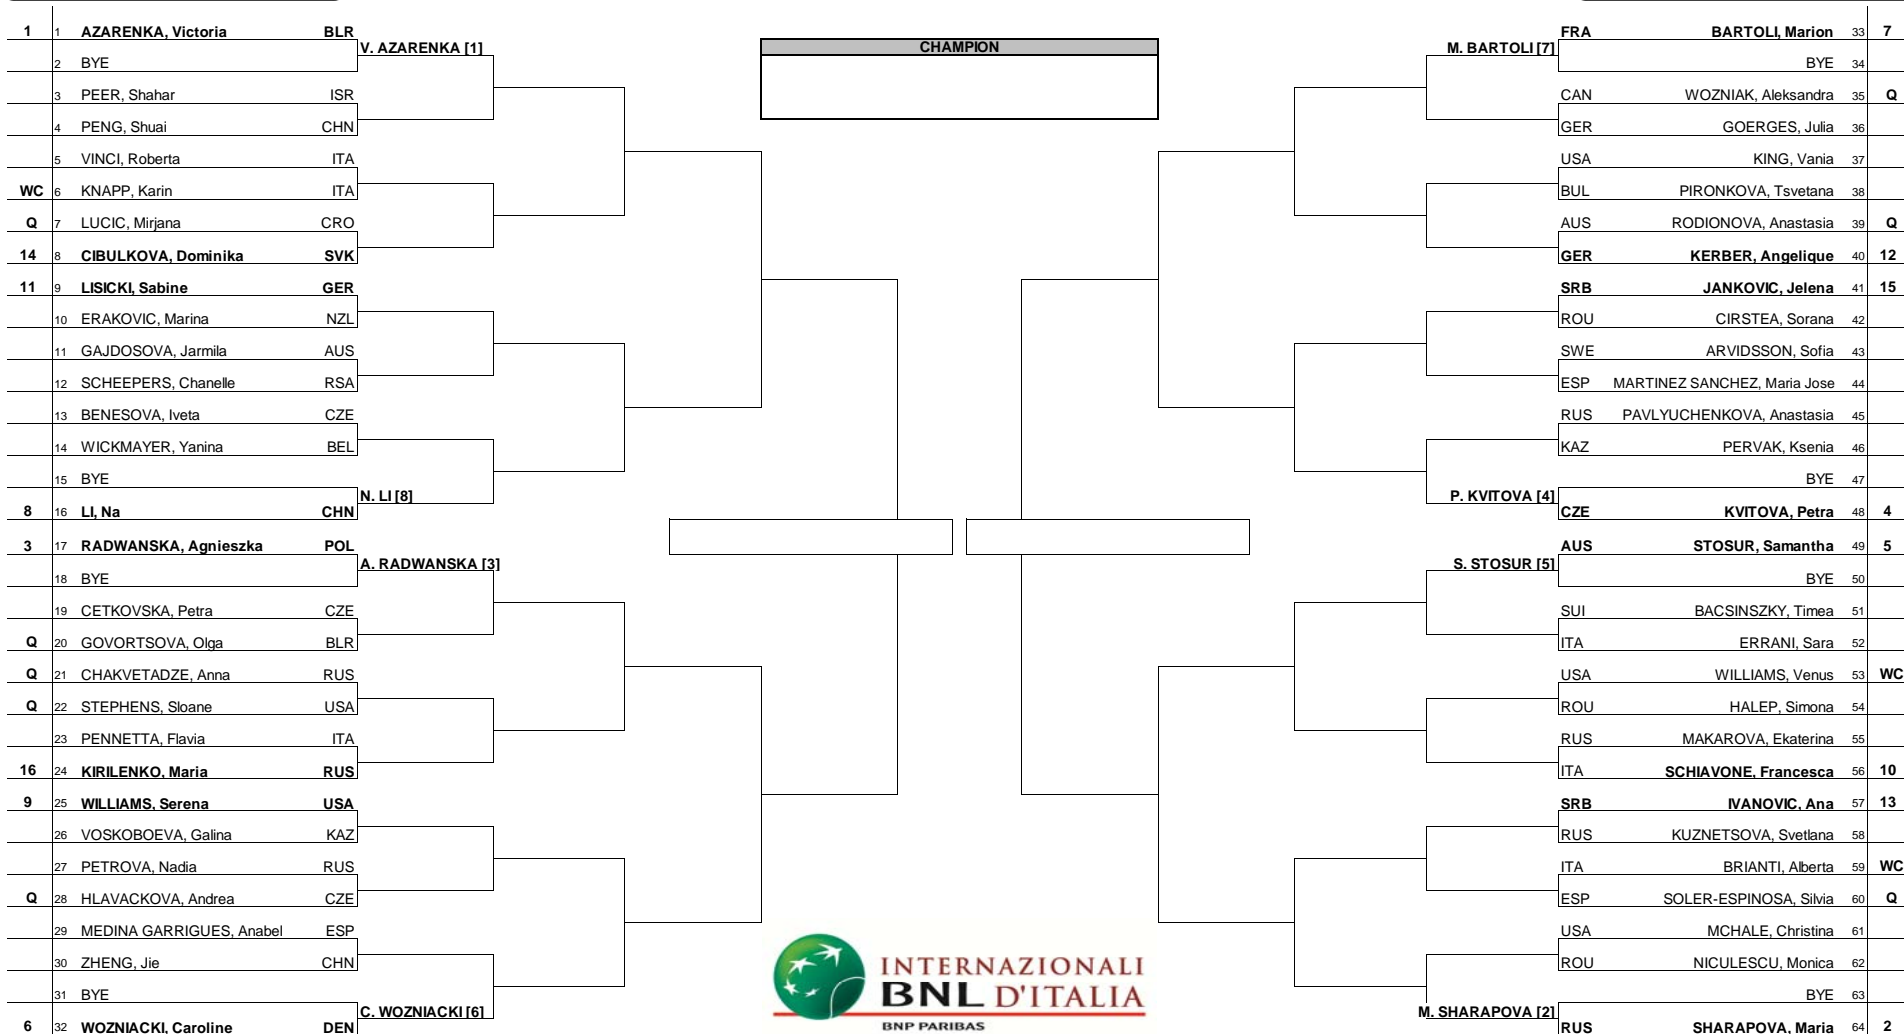 1 1 AZARENKA, Victoria BLR
V. AZARENKA [1]
2 BYE
3 PEER, Shahar ISR
4 PENG, Shuai CHN
5 VINCI, Roberta ITA
WC 6 KNAPP, Karin ITA
Q 7 LUCIC, Mirjana CRO
14 8 CIBULKOVA, Dominika SVK
11 9 LISICKI, Sabine GER
10 ERAKOVIC, Marina NZL
11 GAJDOSOVA, Jarmila AUS
12 SCHEEPERS, Chanelle RSA
13 BENESOVA, Iveta CZE
14 WICKMAYER, Yanina BEL
15 BYE
N. LI [8]
8 16 LI, Na CHN
3 17 RADWANSKA, Agnieszka POL
A. RADWANSKA [3]
18 BYE
19 CETKOVSKA, Petra CZE
Q 20 GOVORTSOVA, Olga BLR
Q 21 CHAKVETADZE, Anna RUS
Q 22 STEPHENS, Sloane USA
23 PENNETTA, Flavia ITA
16 24 KIRILENKO, Maria RUS
9 25 WILLIAMS, Serena USA
26 VOSKOBOEVA, Galina KAZ
27 PETROVA, Nadia RUS
Q 28 HLAVACKOVA, Andrea CZE
29 MEDINA GARRIGUES, Anabel ESP
30 ZHENG, Jie CHN
31 BYE
C. WOZNIACKI [6]
6 32 WOZNIACKI, Caroline DEN
CHAMPION
INTERNAZIONALI
BNL D'ITALIA
BNP PARIBAS
FRA BARTOLI, Marion 33 7
M. BARTOLI [7]
BYE 34
CAN WOZNIAK, Aleksandra 35 Q
GER GOERGES, Julia 36
USA KING, Vania 37
BUL PIRONKOVA, Tsvetana 38
AUS RODIONOVA, Anastasia 39 Q
GER KERBER, Angelique 40 12
SRB JANKOVIC, Jelena 41 15
ROU CIRSTEA, Sorana 42
SWE ARVIDSSON, Sofia 43
ESP MARTINEZ SANCHEZ, Maria Jose 44
RUS PAVLYUCHENKOVA, Anastasia 45
KAZ PERVAK, Ksenia 46
BYE 47
P. KVITOVA [4]
CZE KVITOVA, Petra 48 4
AUS STOSUR, Samantha 49 5
S. STOSUR [5]
BYE 50
SUI BACSINSZKY, Timea 51
ITA ERRANI, Sara 52
USA WILLIAMS, Venus 53 WC
ROU HALEP, Simona 54
RUS MAKAROVA, Ekaterina 55
ITA SCHIAVONE, Francesca 56 10
SRB IVANOVIC, Ana 57 13
RUS KUZNETSOVA, Svetlana 58
ITA BRIANTI, Alberta 59 WC
ESP SOLER-ESPINOSA, Silvia 60 Q
USA MCHALE, Christina 61
ROU NICULESCU, Monica 62
BYE 63
M. SHARAPOVA [2]
RUS SHARAPOVA, Maria 64 2